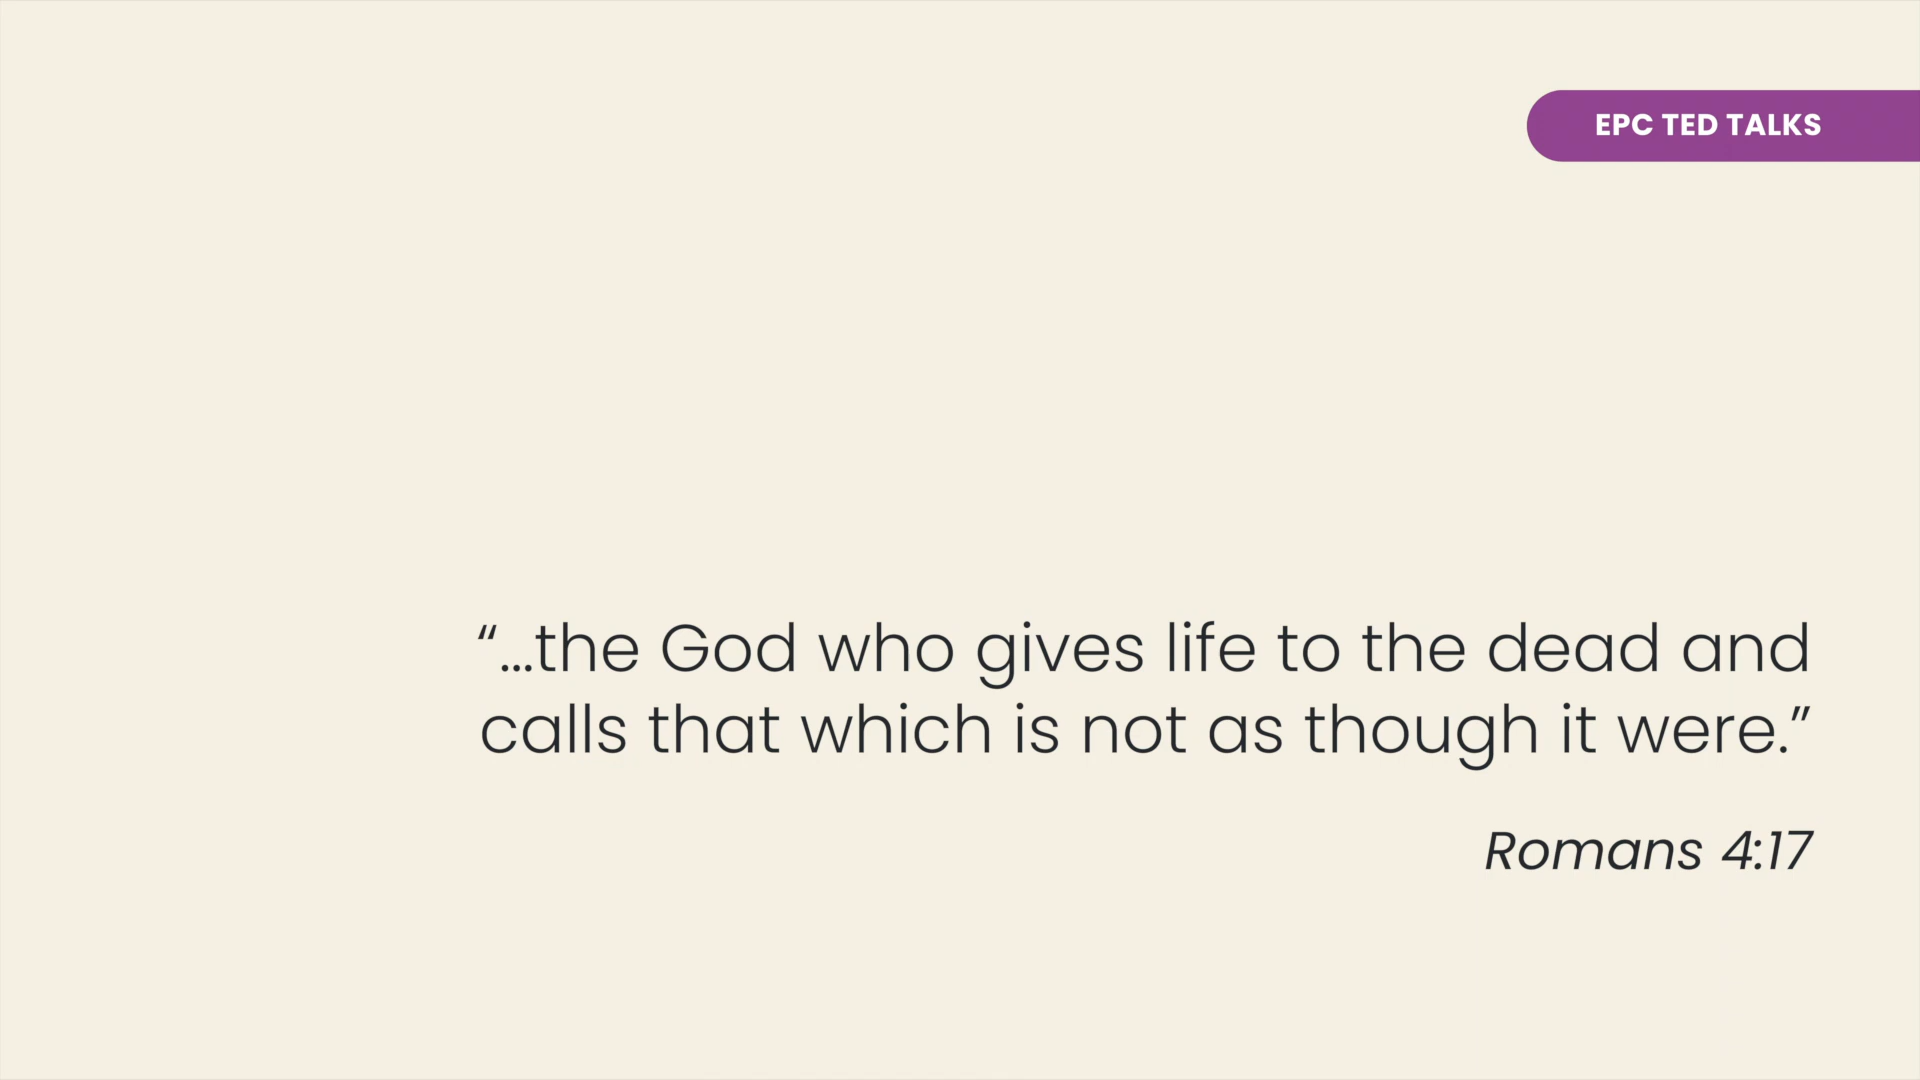 EPC TED TALKS
“...the God who gives life to the dead and
calls that which is not as though it were.”
Romans 4:17